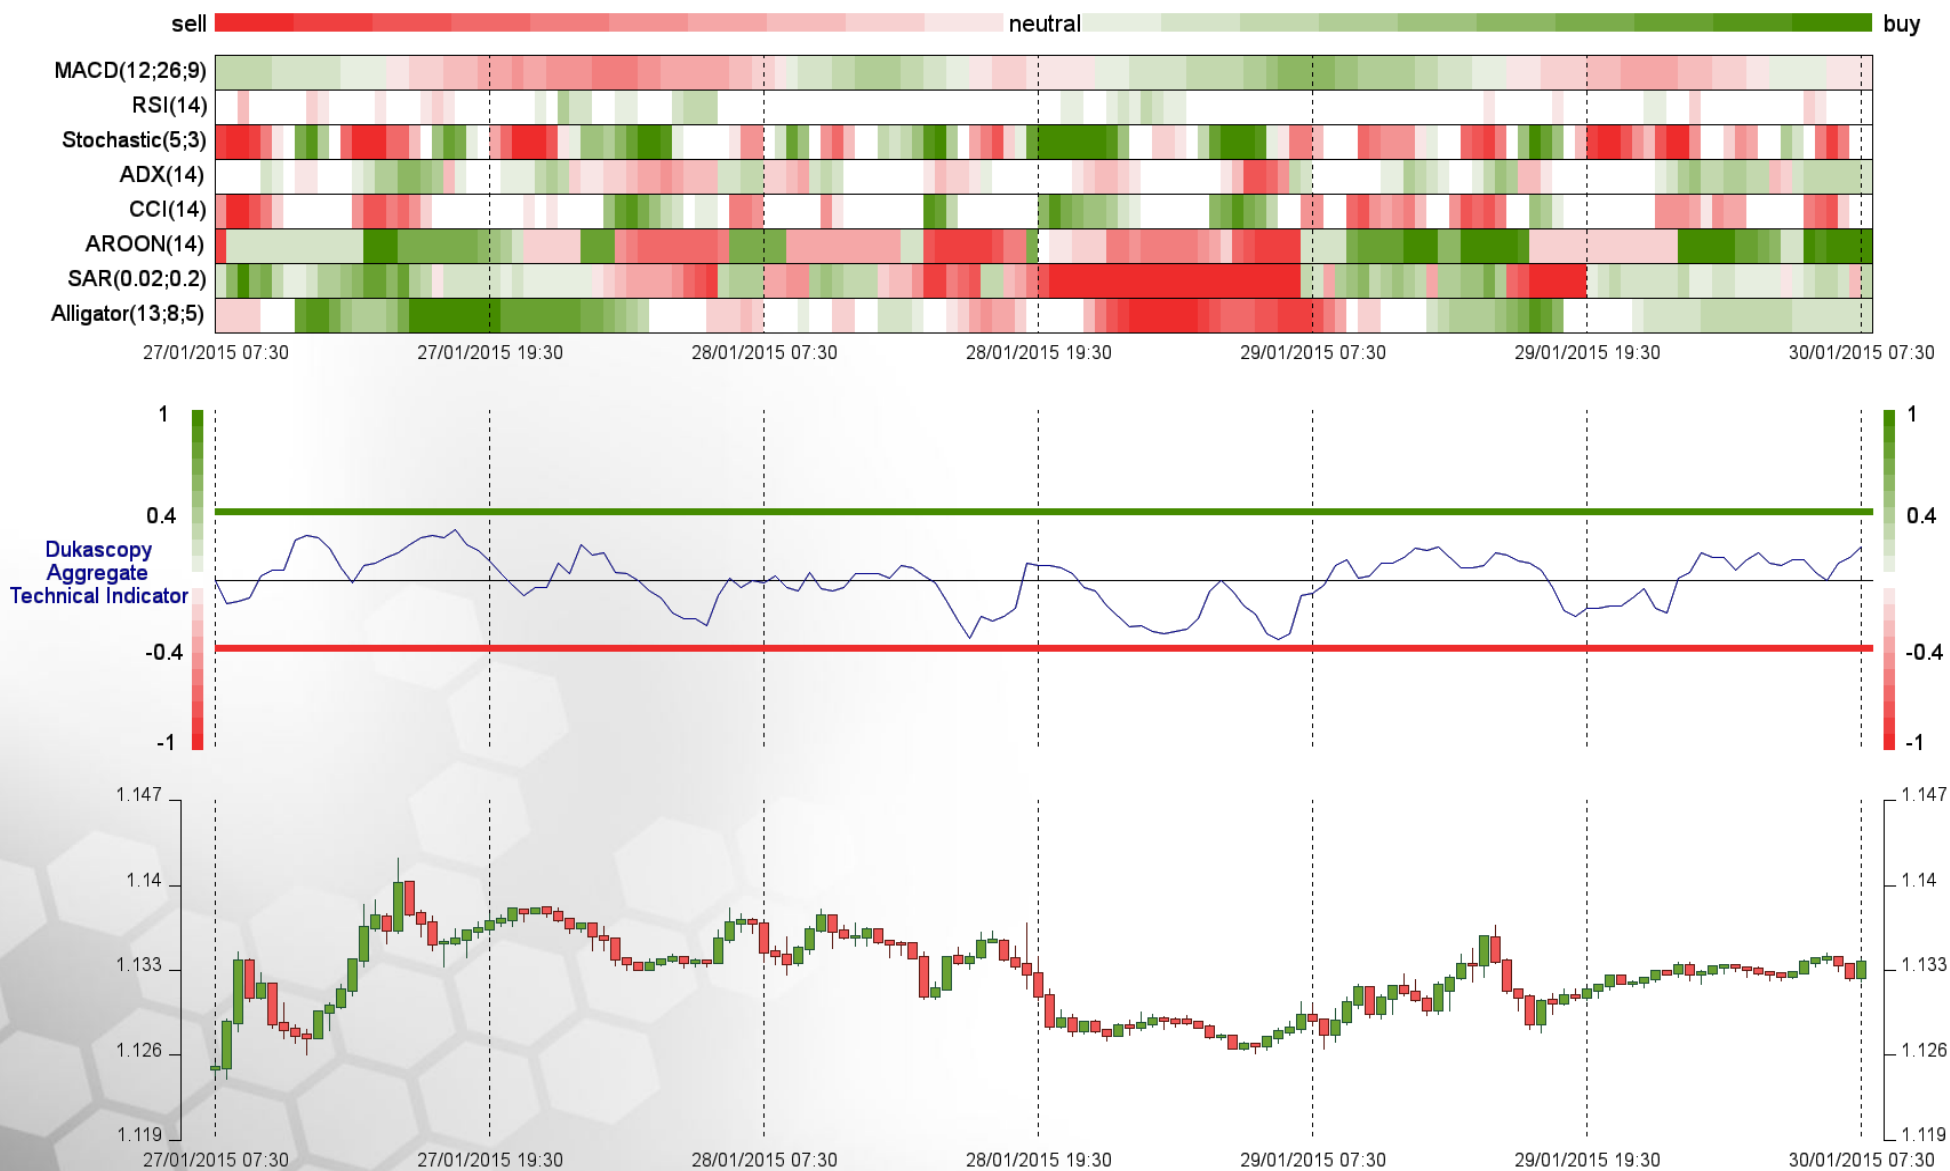 sell neutral buy
MACD(12;26;9)
RSI(14)
Stochastic(5;3)
ADX(14)
CCI(14)
AROON(14)
SAR(0.02;0.2)
Alligator(13;8;5)
27/01/2015 07:30 27/01/2015 19:30 28/01/2015 07:30 28/01/2015 19:30 29/01/2015 07:30 29/01/2015 19:30 30/01/2015 07:30
1 1
0.4 0.4
Dukascopy
Aggregate
Technical Indicator
-0.4 -0.4
-1 -1
1.147 1.147
1.14 1.14
1.133 1.133
1.126 1.126
1.119 1.119
27/01/2015 07:30 27/01/2015 19:30 28/01/2015 07:30 28/01/2015 19:30 29/01/2015 07:30 29/01/2015 19:30 30/01/2015 07:30